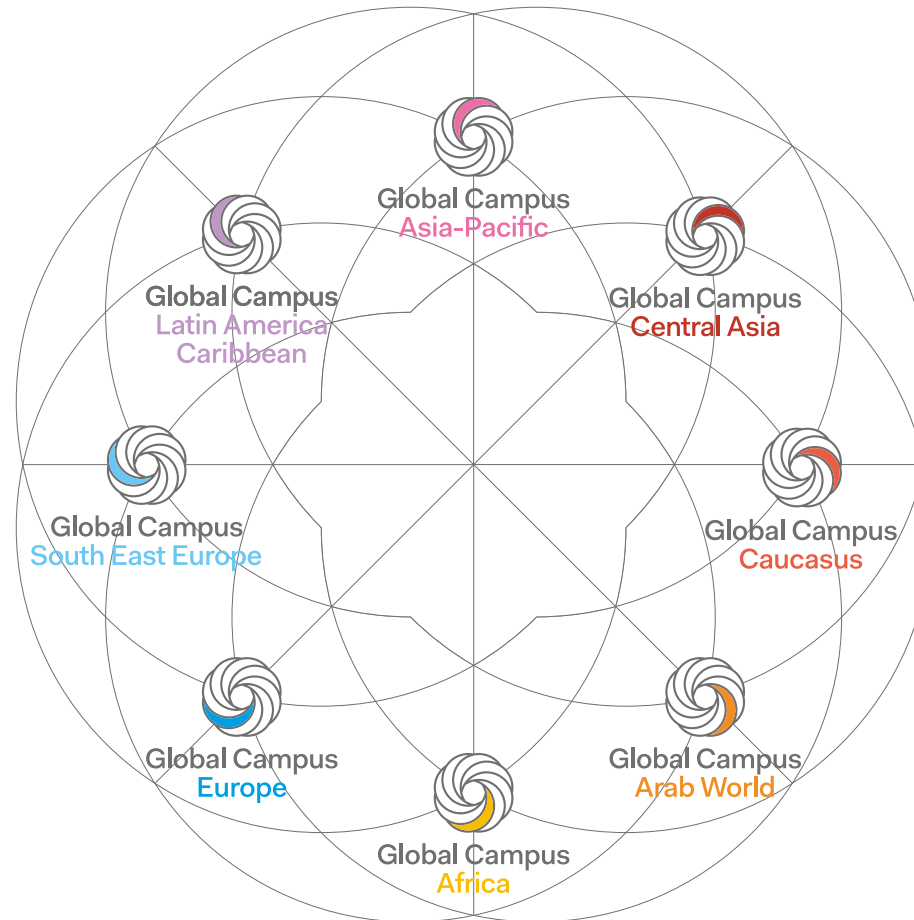 Global Campus
Asia-Pacific
Global Campus
Latin America
Caribbean
Global Campus
Central Asia
Global Campus
South East Europe
Global Campus
Caucasus
Global Campus
Europe
Global Campus
Arab World
Global Campus
Africa